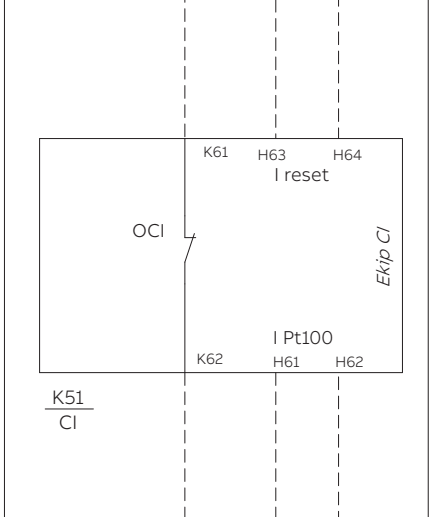 K61
H63
H64
I reset
OCI
Ekip CI
I Pt100
K62
H61
H62
K51
CI